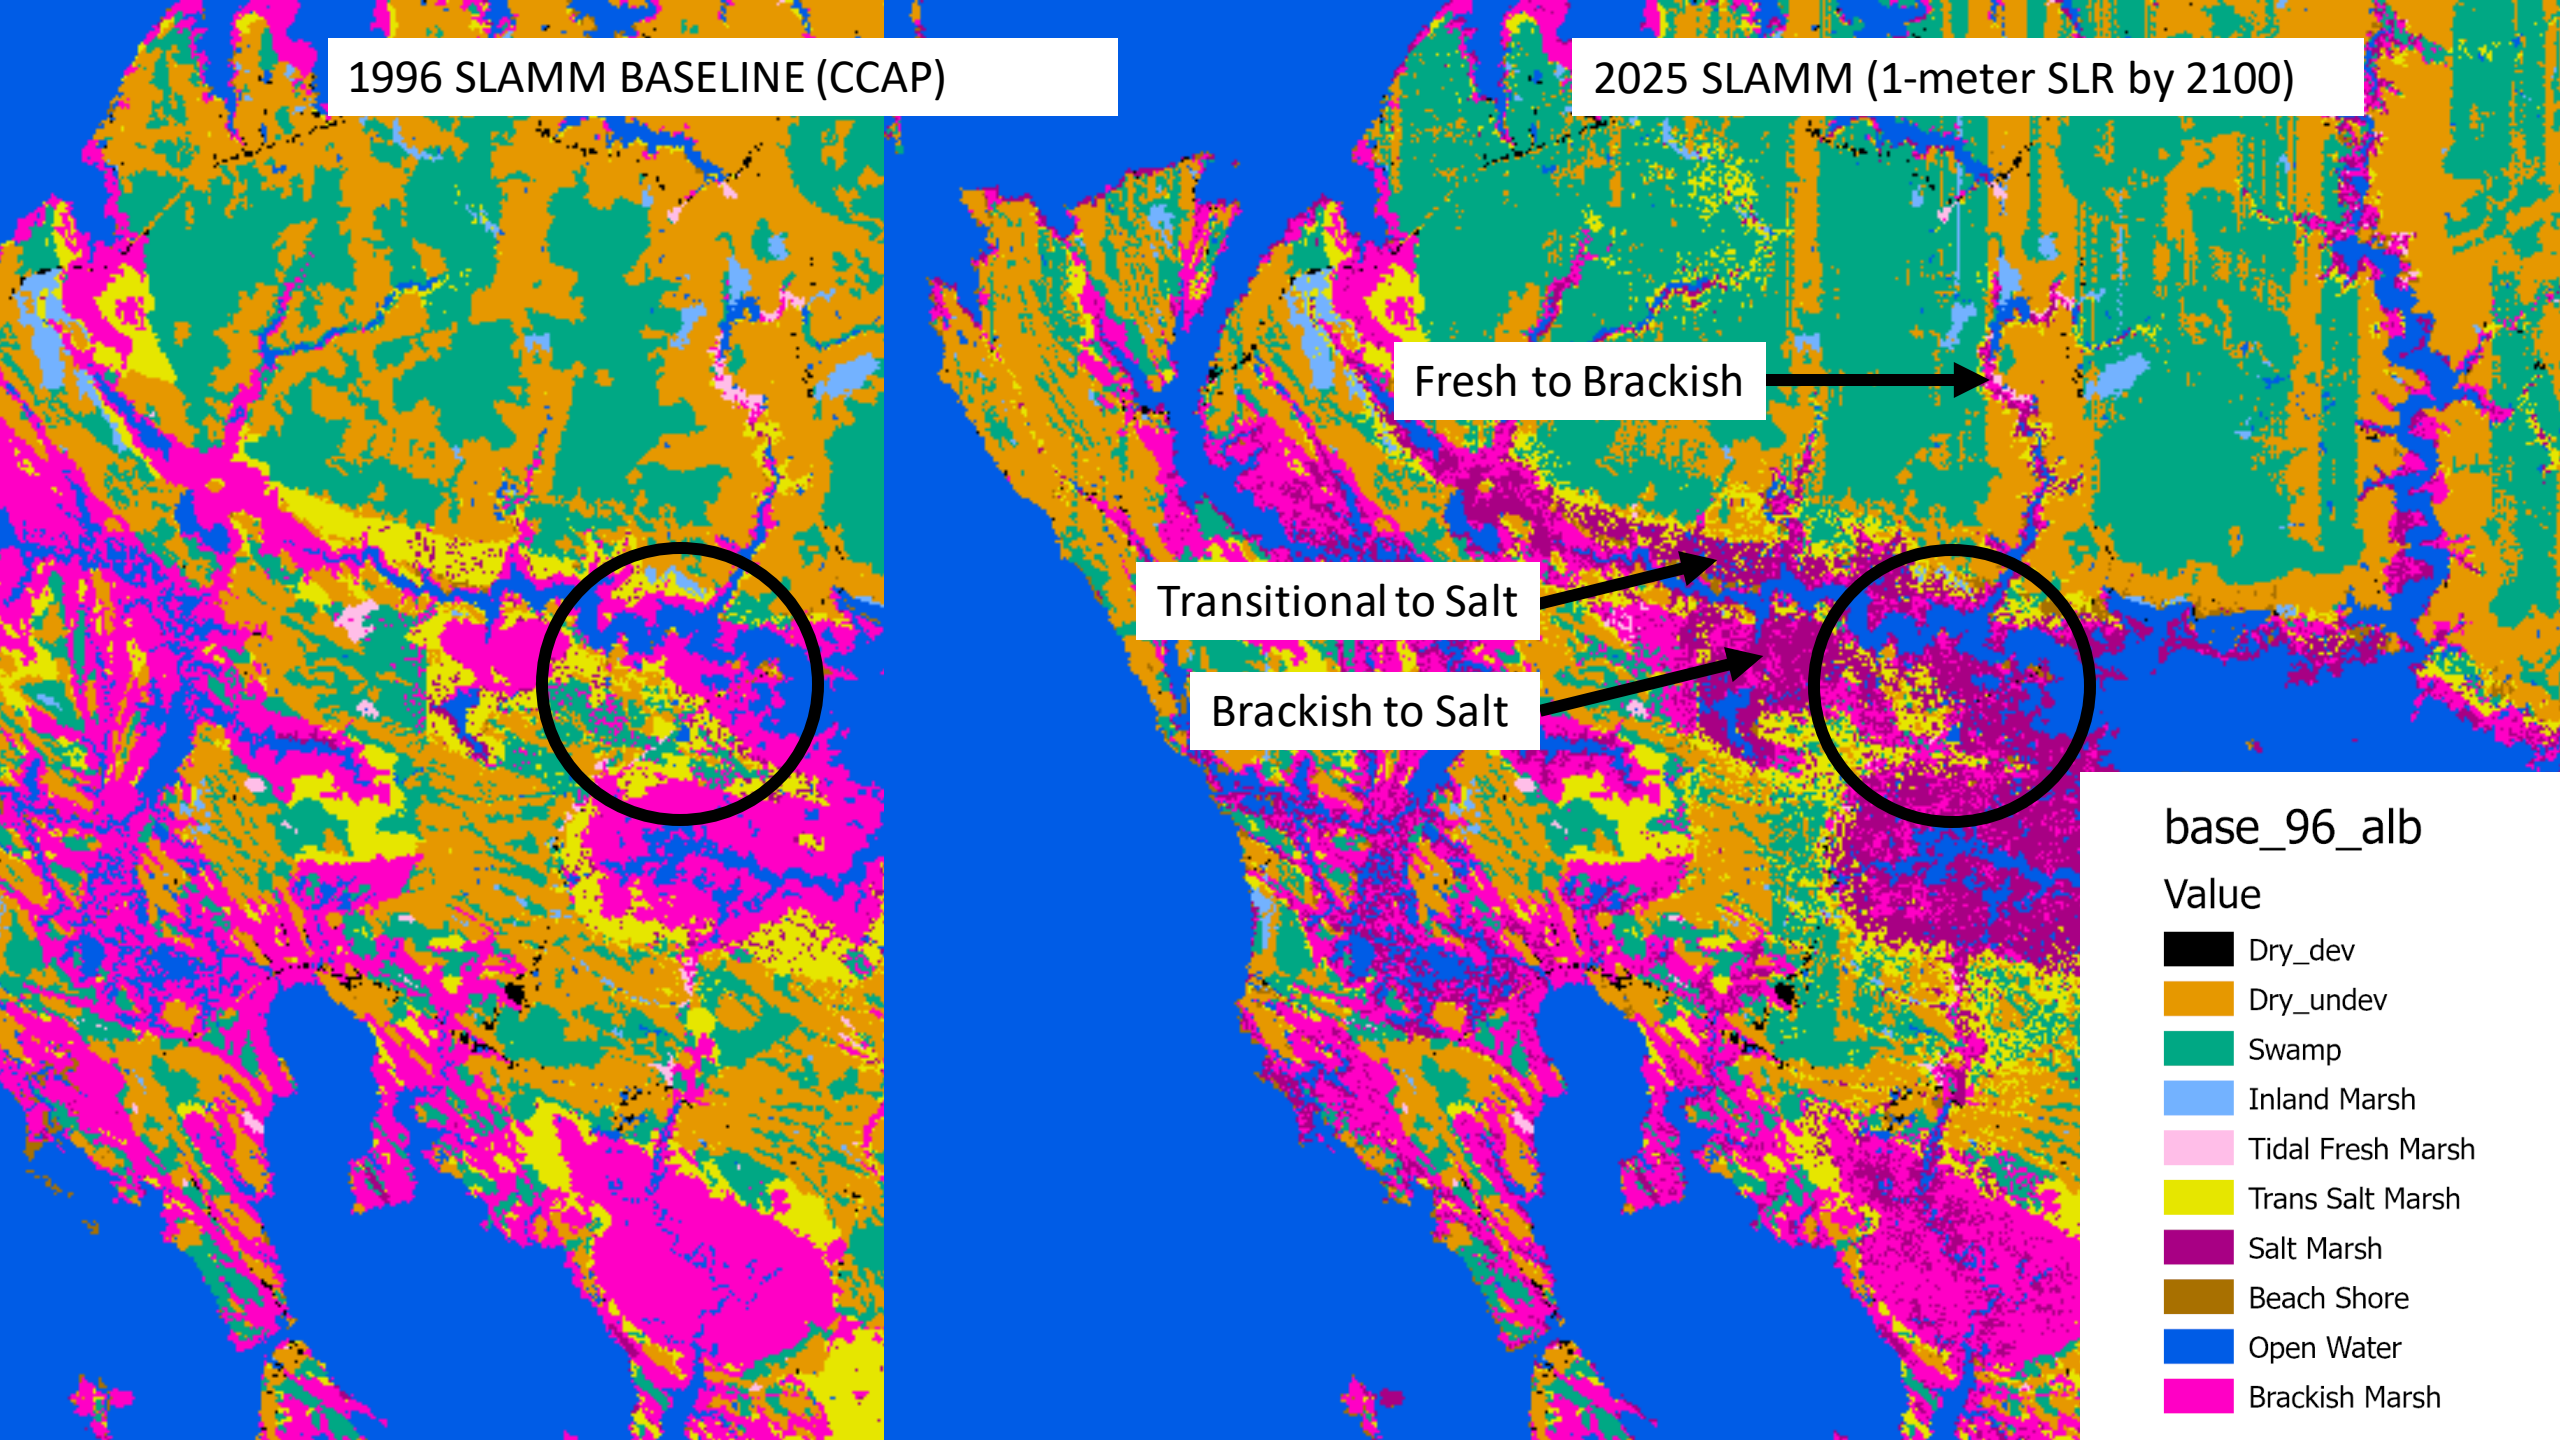 1996 SLAMM BASELINE (CCAP)
2025 SLAMM (1-meter SLR by 2100)
Fresh to Brackish
Transitional to Salt
Brackish to Salt
base_96_alb
Value
Dry_dev
Dry_undev
Swamp
Inland Marsh
Tidal Fresh Marsh
Trans Salt Marsh
Salt Marsh
Beach Shore
Open Water
Brackish Marsh